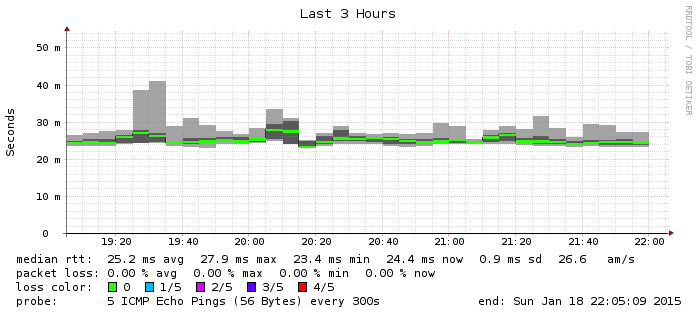 Last 3 Hours
RRDTOOL / TOBI OETIKER
Seconds
50 m
40 m
30 m
20 m
10 m
0
19:20 19:40 20:00 20:20 20:40 21:00 21:20 21:40 22:00
median rtt: 25.2 ms avg 27.9 ms max 23.4 ms min 24.4 ms now 0.9 ms sd 26.6 am/s
packet loss: 0.00 % avg 0.00 % max 0.00 % min 0.00 % now
loss color: 0 1/5 2/5 3/5 4/5
probe: 5 ICMP Echo Pings (56 Bytes) every 300s end: Sun Jan 18 22:05:09 2015